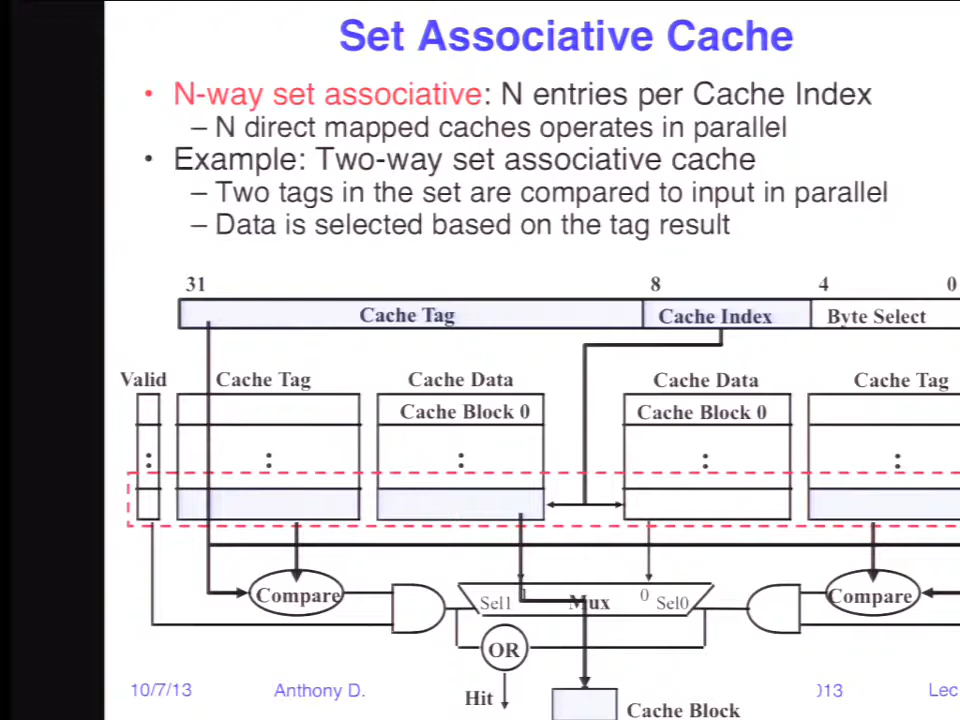 Set Associative Cache
• N-way set associative: N entries per Cache Index
– N direct mapped caches operates in parallel
• Example: Two-way set associative cache
– Two tags in the set are compared to input in parallel
– Data is selected based on the tag result
31 8 4 0
Cache Tag Cache Index Byte Select
Valid Cache Tag Cache Data Cache Data Cache Tag
Cache Block 0 Cache Block 0
: : : : :
Compare Sel1 1 Mux 0 Sel0 Compare
OR
Hit
10/7/13 Anthony D. 013 Lec
Cache Block